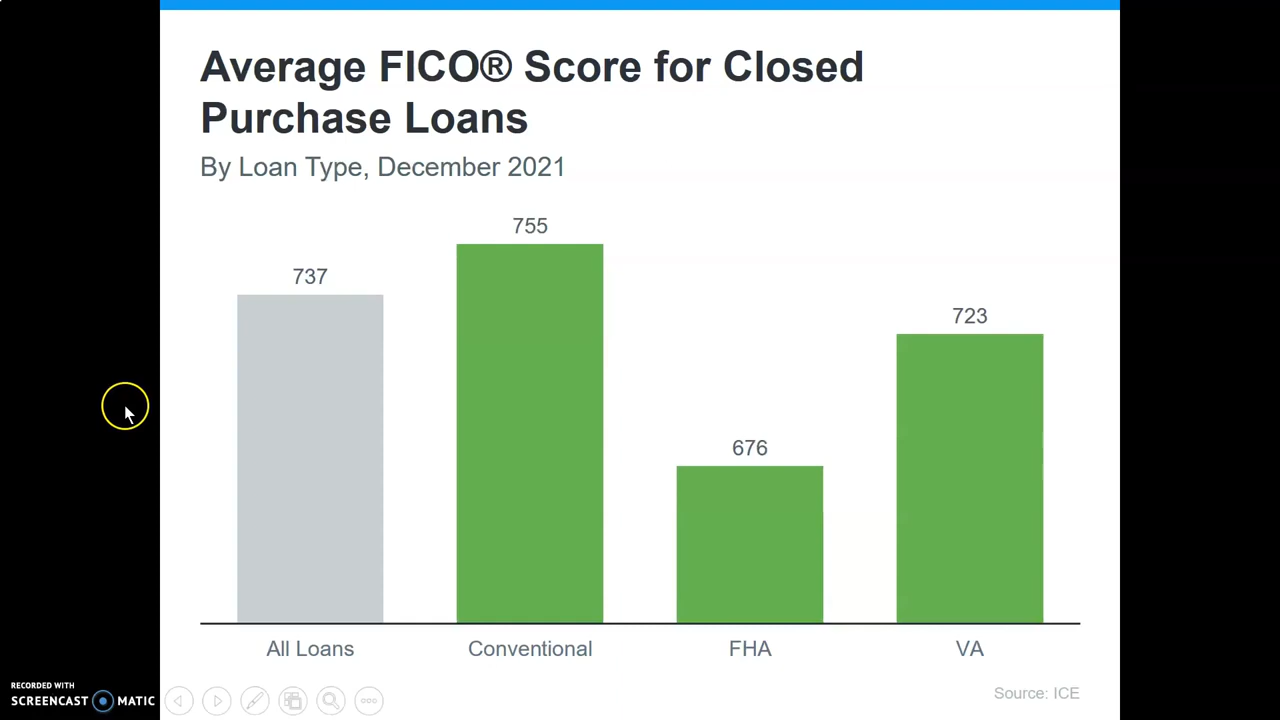 Average FICO® Score for Closed
Purchase Loans
By Loan Type, December 2021
737
755
676
723
All Loans
Conventional
FHA
VA
Source: ICE
RECORDED WITH
SCREENCAST MATIC